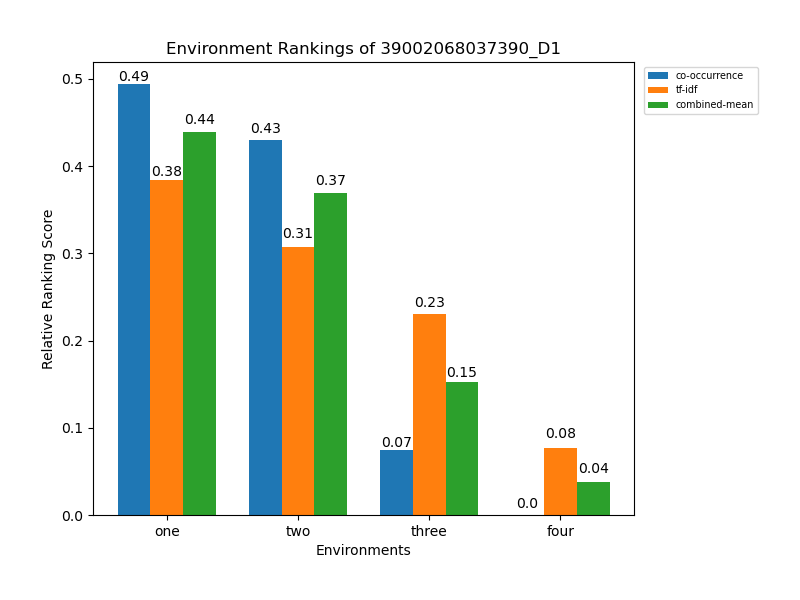 Environment Rankings of 39002068037390_D1
co-occurrence
tf-idf
combined-mean
0.5
0.4
0.3
0.2
0.1
0.0
Relative Ranking Score
0.49
0.38
0.44
0.43
0.31
0.37
0.07
0.23
0.15
0.0
0.08
0.04
one
two
three
four
Environments